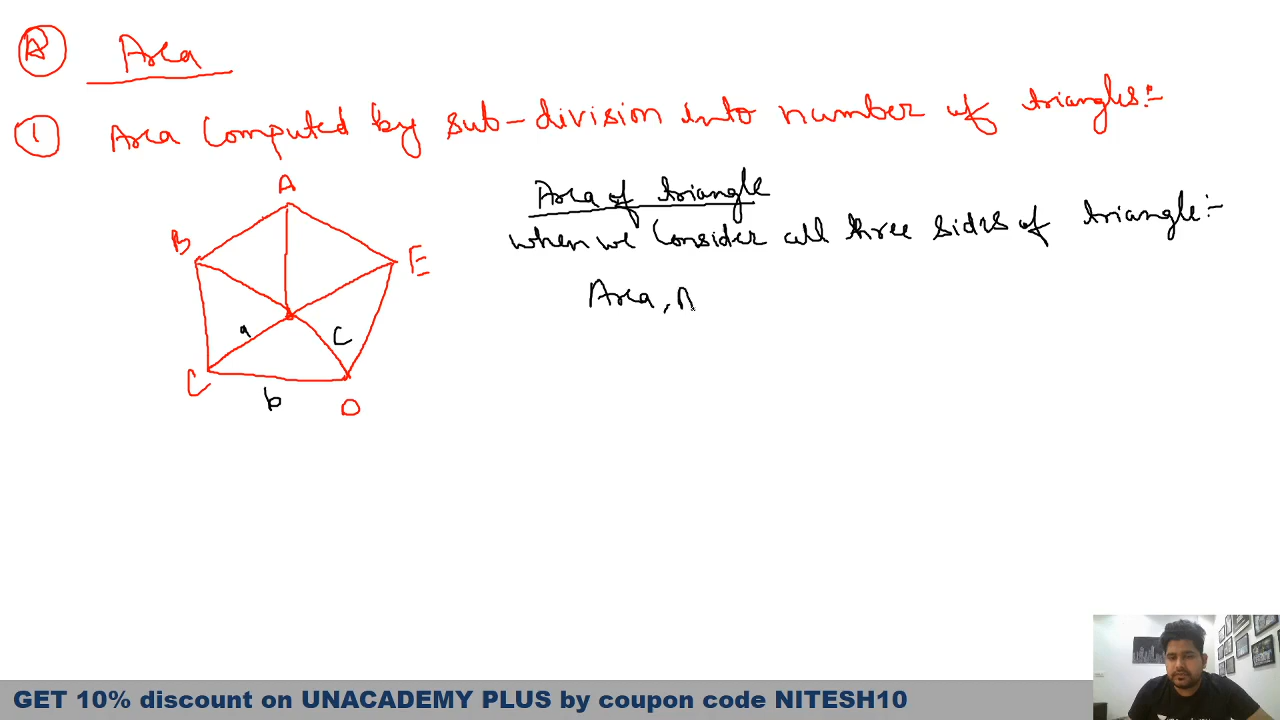 A Area
1 Area Computed by sub-division into number of triangles:-
A
B
E
a
C
C
b
D
Area of triangle
when we Consider all three sides of triangle:-
Area, A
GET 10% discount on UNACADEMY PLUS by coupon code NITESH10